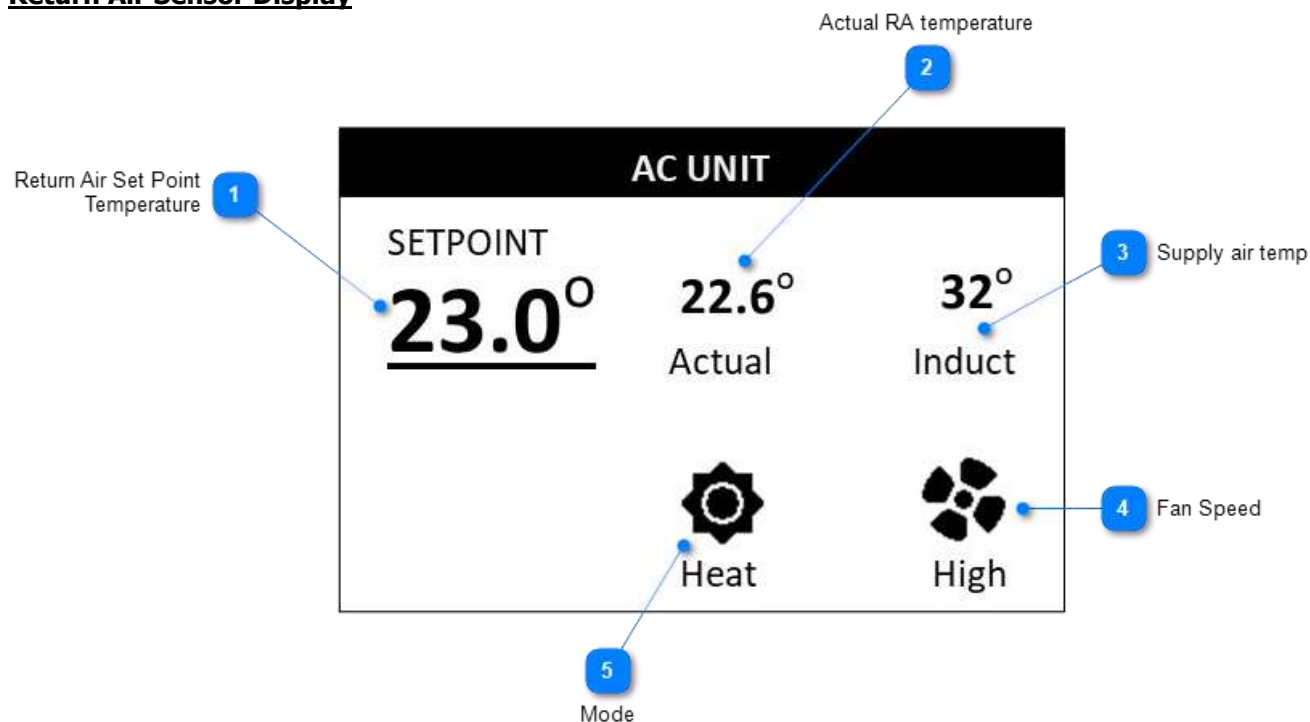 Return Air Sensor Display
Actual RA temperature
2
AC UNIT
Return Air Set Point
Temperature
1
SETPOINT
23.0°
22.6°
Actual
32°
Induct
3
Supply air temp
Heat
High
4
Fan Speed
5
Mode